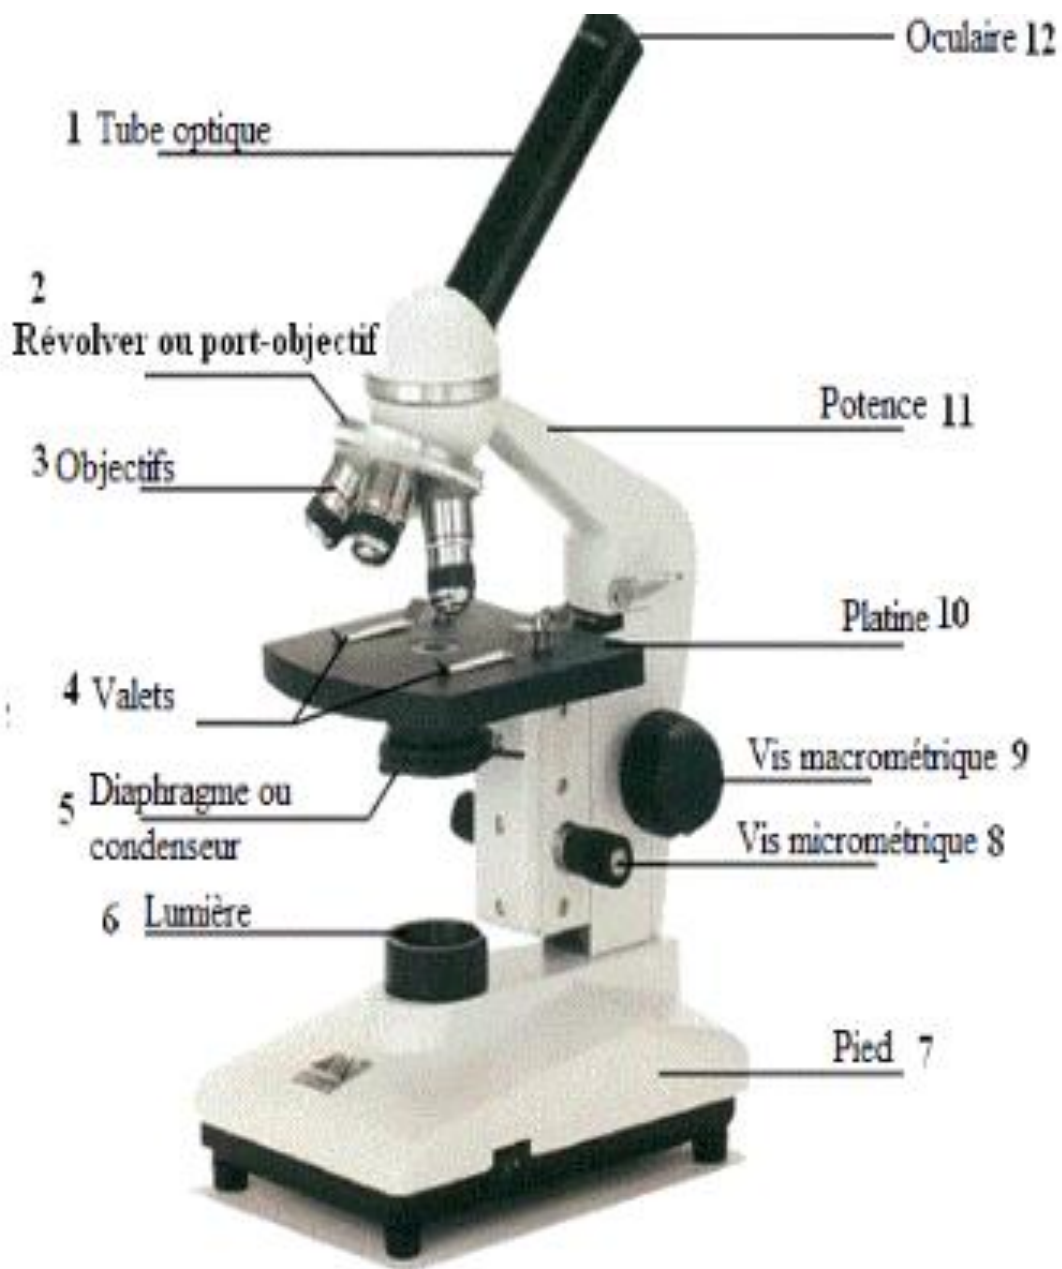 Oculaire 12
1 Tube optique
2
Révolver ou port-objectif
Potence 11
3 Objectifs
Platine 10
4 Valets
Vis macrométrique 9
5 Diaphragme ou
condenseur
Vis micrométrique 8
6 Lumière
Pied 7